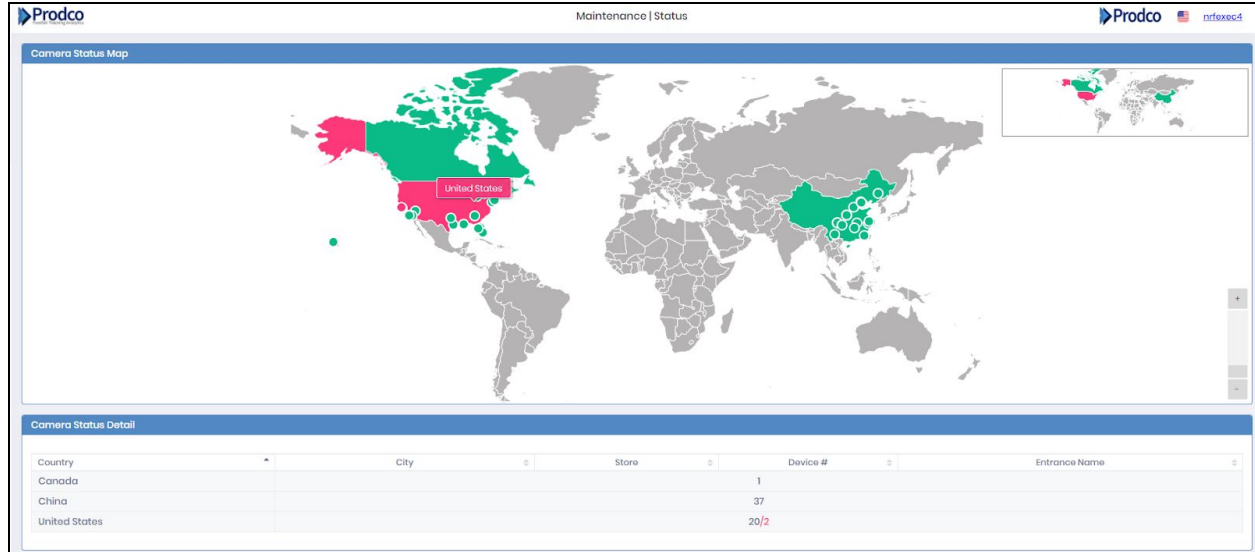 Prodco
Maintenance | Status
Prodco nrfexec4
Camera Status Map
United States
+
-
Camera Status Detail
Country City Store Device # Entrance Name
Canada 1
China 37
United States 20/2